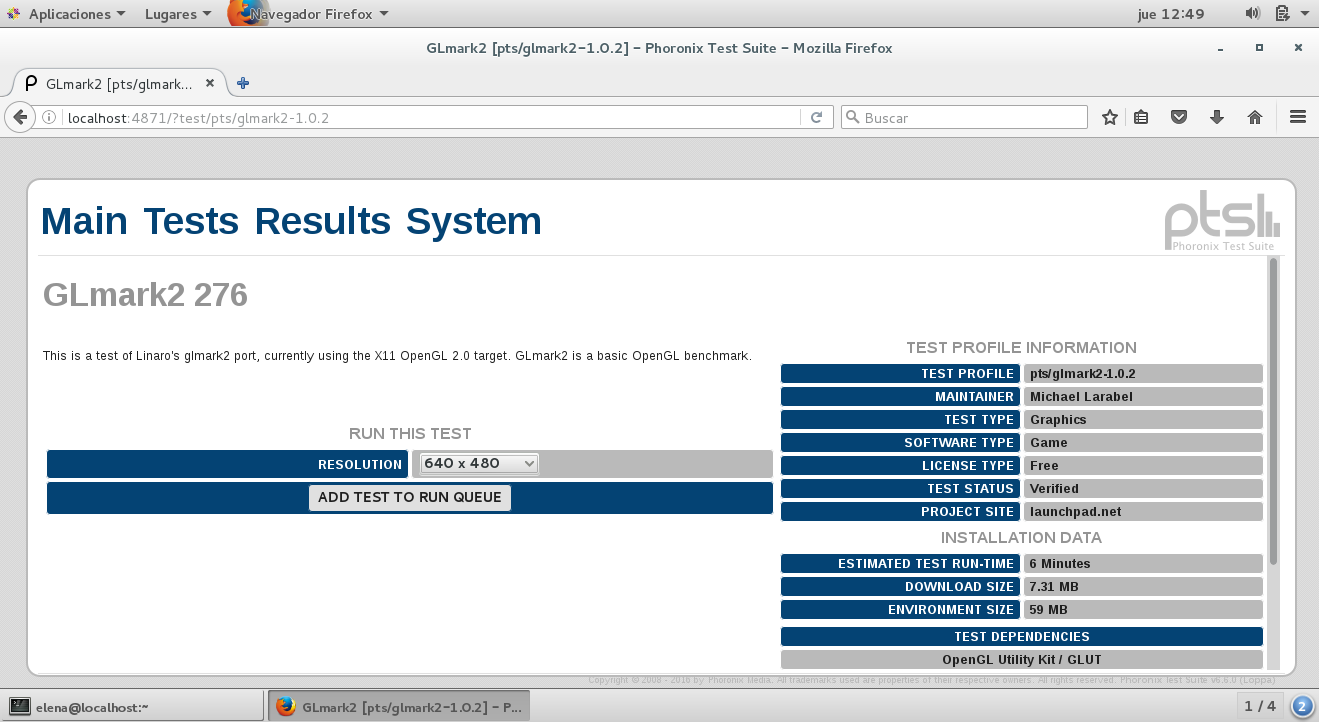 Aplicaciones Lugares Navegador Firefox jue 12:49
GLmark2 [pts/glmark2-1.0.2] - Phoronix Test Suite - Mozilla Firefox
GLmark2 [pts/glmark...
localhost:4871/?test/pts/glmark2-1.0.2 Buscar
Main Tests Results System
pts
Phoronix Test Suite
GLmark2 276
This is a test of Linaro's glmark2 port, currently using the X11 OpenGL 2.0 target. GLmark2 is a basic OpenGL benchmark.
RUN THIS TEST
RESOLUTION 640 x 480
ADD TEST TO RUN QUEUE
TEST PROFILE INFORMATION
TEST PROFILE pts/glmark2-1.0.2
MAINTAINER Michael Larabel
TEST TYPE Graphics
SOFTWARE TYPE Game
LICENSE TYPE Free
TEST STATUS Verified
PROJECT SITE launchpad.net
INSTALLATION DATA
ESTIMATED TEST RUN-TIME 6 Minutes
DOWNLOAD SIZE 7.31 MB
ENVIRONMENT SIZE 59 MB
TEST DEPENDENCIES
OpenGL Utility Kit / GLUT
Copyright © 2008 - 2016 by Phoronix Media. All trademarks used are properties of their respective owners. All rights reserved. Phoronix Test Suite v6.6.0 (Loppa)
elena@localhost:~ GLmark2 [pts/glmark2-1.0.2] - P... 1 / 4 2